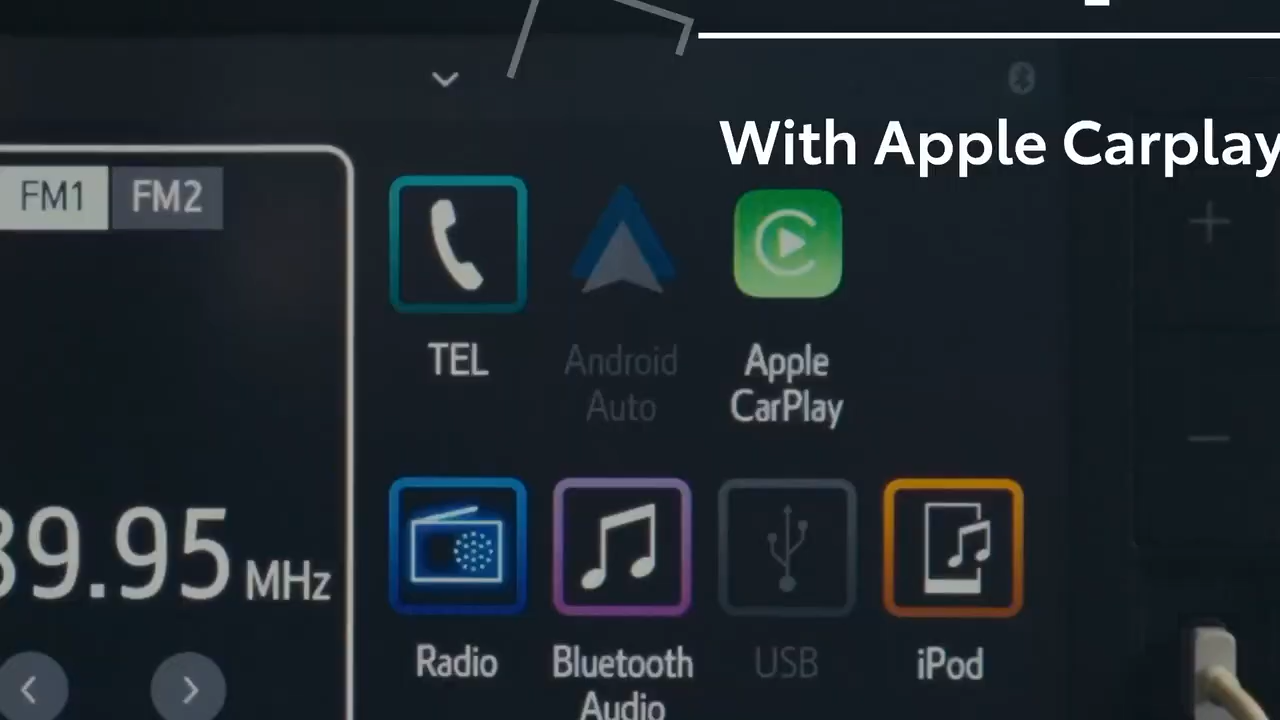 With Apple Carplay
FM1 FM2
TEL
Android
Auto
Apple
CarPlay
89.95 MHz
Radio
Bluetooth
Audio
USB
iPod